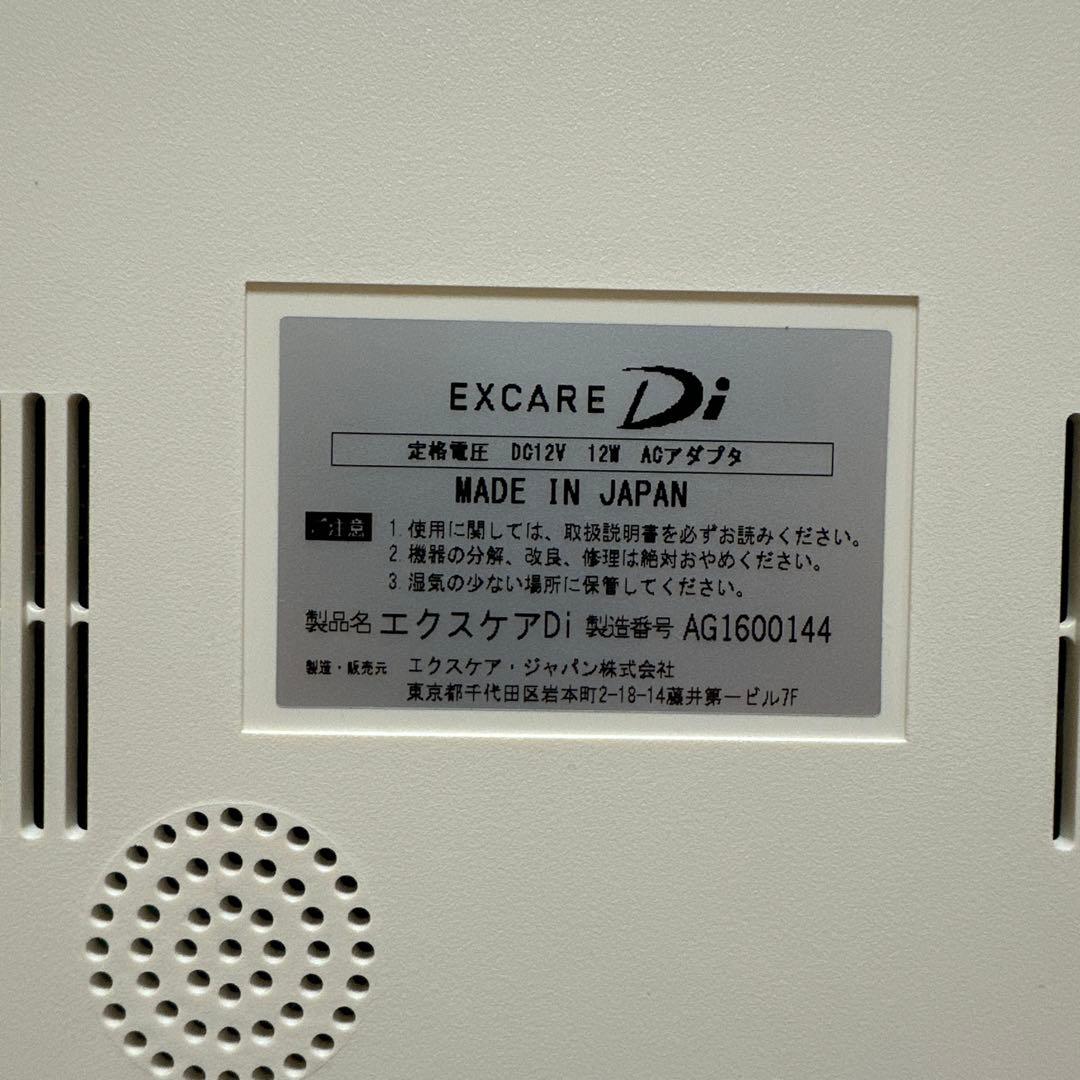 EXCARE Di
定格電圧 DC12V 12W ACアダプタ
MADE IN JAPAN
ご注意 1.使用に関しては、取扱説明書を必ずお読みください。
2.機器の分解、改良、修理は絶対おやめください。
3.湿気の少ない場所に保管してください。
製品名 エクスケアDi 製造番号 AG1600144
製造・販売元 エクスケア・ジャパン株式会社
東京都千代田区岩本町2-18-14藤井第一ビル7F